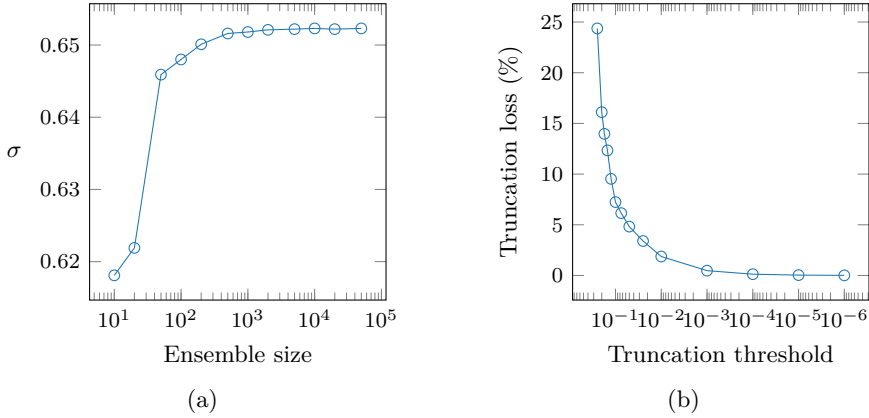 0.65
0.64
σ
0.63
0.62
10^1 10^2 10^3 10^4 10^5
Ensemble size
(a)
25
20
15
10
5
0
Truncation loss (%)
10^-1 10^-2 10^-3 10^-4 10^-5 10^-6
Truncation threshold
(b)